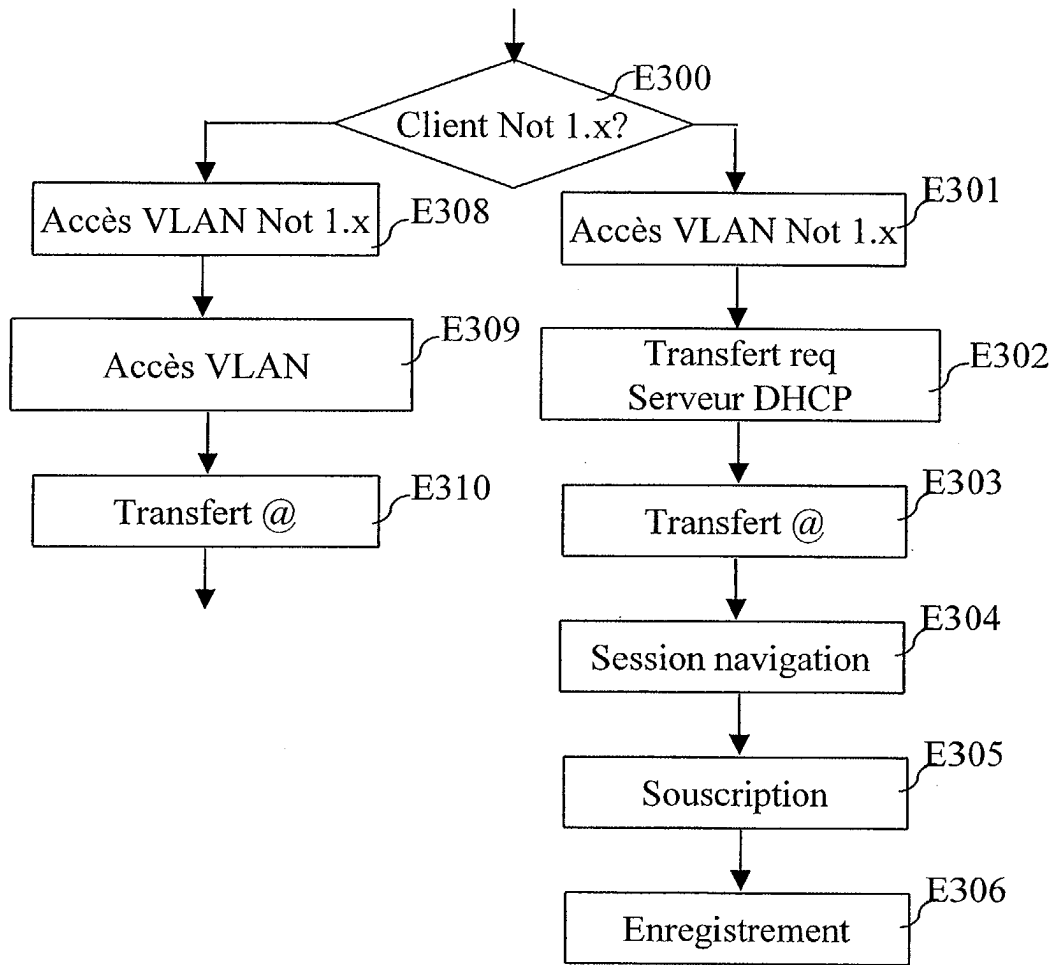 E300
Client Not 1.x?
Accès VLAN Not 1.x
E308
Accès VLAN
E309
Transfert @
E310
Accès VLAN Not 1.x
E301
Transfert req
Serveur DHCP
E302
Transfert @
E303
Session navigation
E304
Souscription
E305
Enregistrement
E306